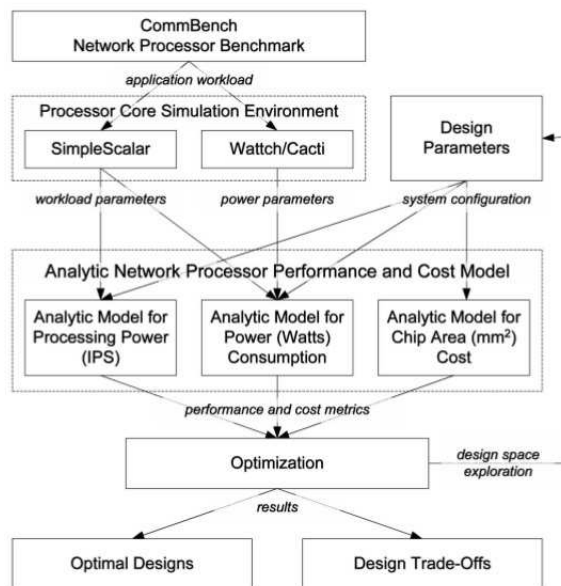 CommBench
Network Processor Benchmark
application workload
Processor Core Simulation Environment
SimpleScalar
Wattch/Cacti
Design
Parameters
workload parameters
power parameters
system configuration
Analytic Network Processor Performance and Cost Model
Analytic Model for
Processing Power
(IPS)
Analytic Model for
Power (Watts)
Consumption
Analytic Model for
Chip Area (mm²)
Cost
performance and cost metrics
Optimization
design space
exploration
results
Optimal Designs
Design Trade-Offs